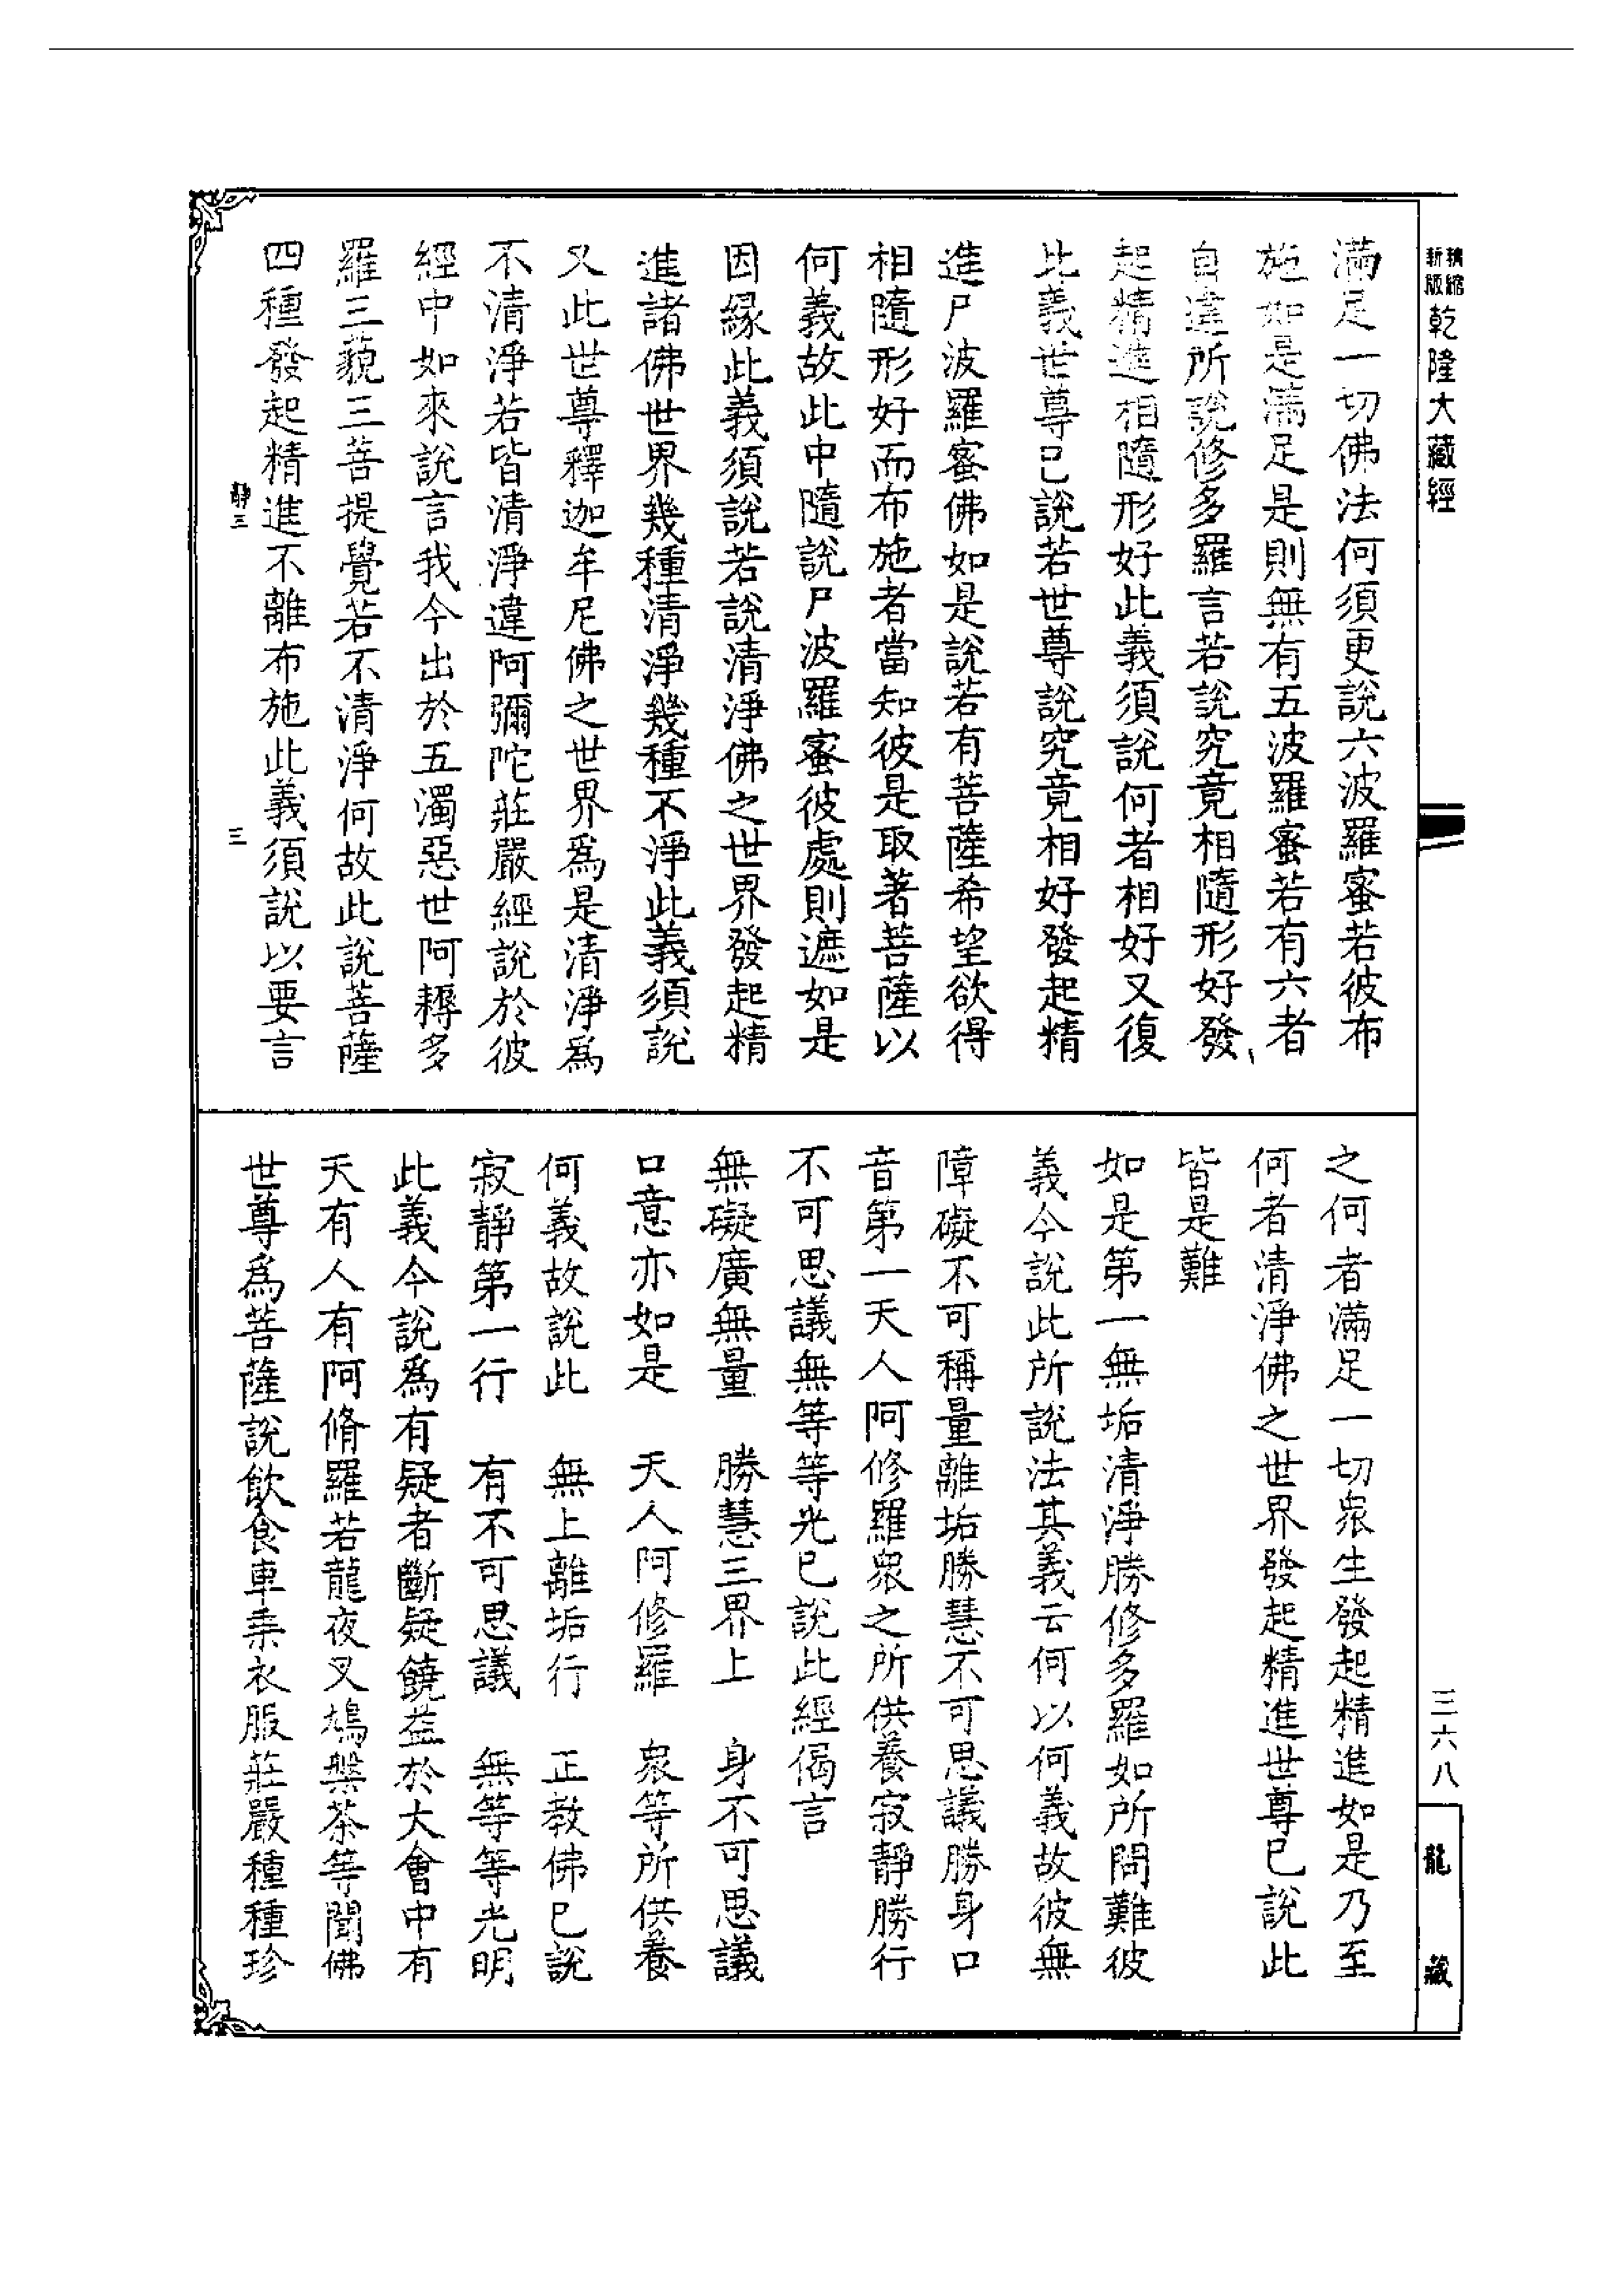 精縮
新版
乾隆大藏經
滿足一切佛法何須更說六波羅蜜若彼布
施如是滿足是則無有五波羅蜜若有六者
自違所說修多羅言若說究竟相隨形好發
起精進相隨形好此義須說何者相好又復
此義世尊已說若世尊說究竟相好發起精
進尸波羅蜜佛如是說若有菩薩希望欲得
相隨形好而布施者當知彼是取著菩薩以
何義故此中隨說尸波羅蜜彼處則遮如是
因緣此義須說若說清淨佛之世界發起精
進諸佛世界幾種清淨幾種不淨此義須說
又此世尊釋迦牟尼佛之世界為是清淨為
不清淨若皆清淨違阿彌陀莊嚴經說於彼
經中如來說言我今出於五濁惡世阿耨多
羅三藐三菩提覺若不清淨何故此說菩薩
四種發起精進不離布施此義須說以要言
靜三
三
之何者滿足一切眾生發起精進如是乃至
何者清淨佛之世界發起精進世尊已說此
皆是難
如是第一無垢清淨勝修多羅如所問難彼
義今說此所說法其義云何以何義故彼無
障礙不可稱量離垢勝慧不可思議勝身口
音第一天人阿修羅眾之所供養寂靜勝行
不可思議無等等光已說此經偈言
無礙廣無量　勝慧三界上　身不可思議
口意亦如是　天人阿修羅　眾等所供養
何義故說此　無上離垢行　正教佛已說
寂靜第一行　有不可思議　無等等光明
此義今說為有疑者斷疑饒益於大會中有
天有人有阿脩羅若龍夜叉鳩槃茶等聞佛
世尊為菩薩說飲食車乘衣服莊嚴種種珍
三六八
龍藏